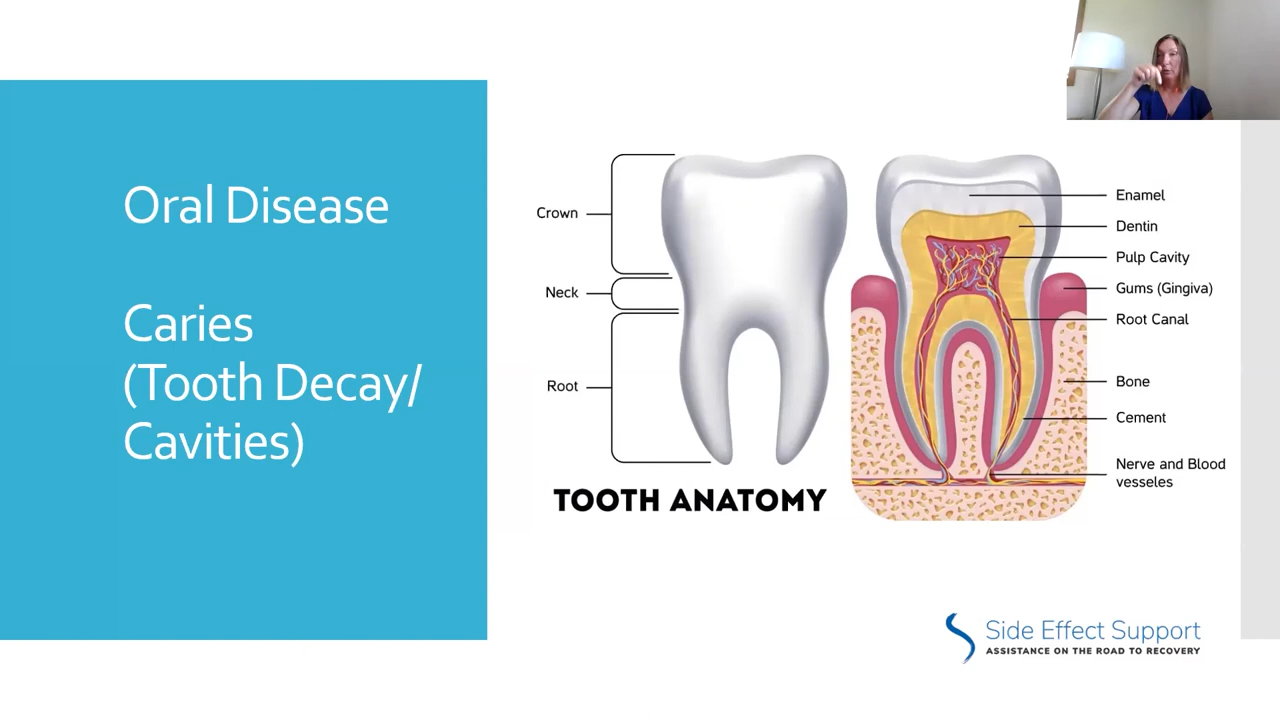 Oral Disease
Caries
(Tooth Decay/
Cavities)
Crown
Neck
Root
TOOTH ANATOMY
Enamel
Dentin
Pulp Cavity
Gums (Gingiva)
Root Canal
Bone
Cement
Nerve and Blood
vesseles
Side Effect Support
ASSISTANCE ON THE ROAD TO RECOVERY